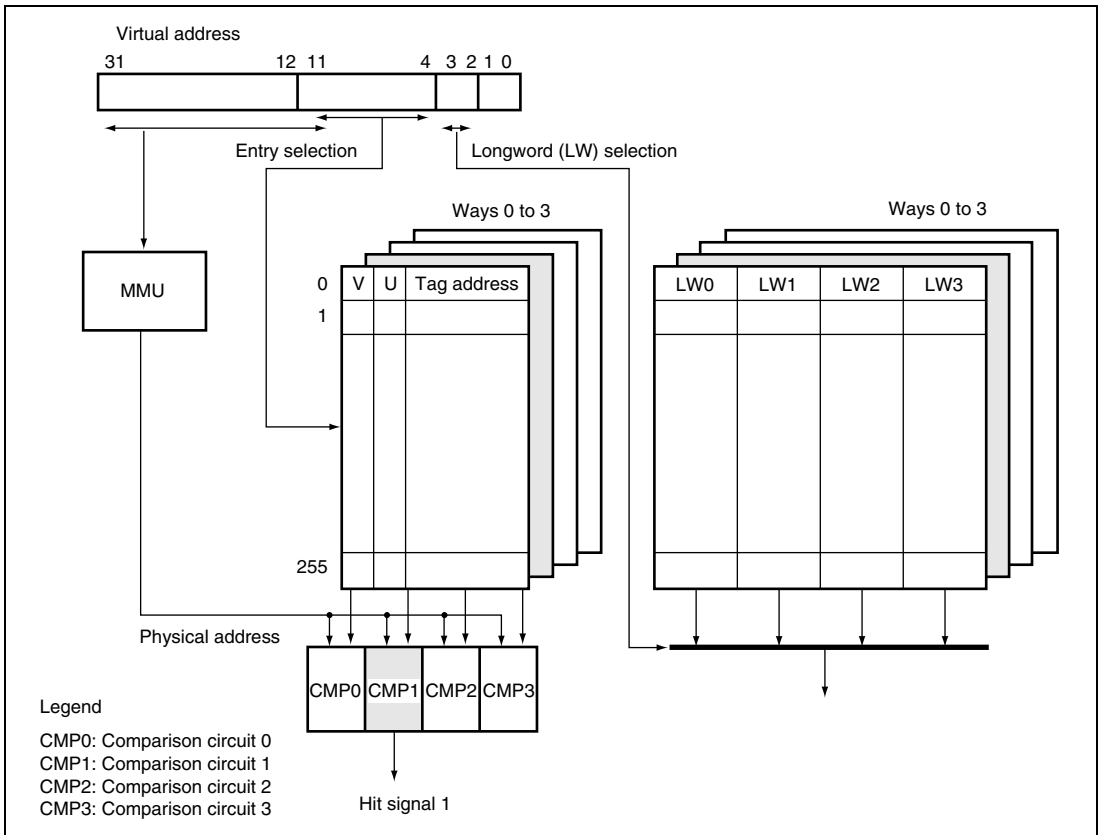 Virtual address
31 12 11 4 3 2 1 0
Entry selection
Longword (LW) selection
Ways 0 to 3
Ways 0 to 3
MMU
0 V U Tag address
LW0 LW1 LW2 LW3
1
255
Physical address
CMP0 CMP1 CMP2 CMP3
Legend
CMP0: Comparison circuit 0
CMP1: Comparison circuit 1
CMP2: Comparison circuit 2
CMP3: Comparison circuit 3
Hit signal 1